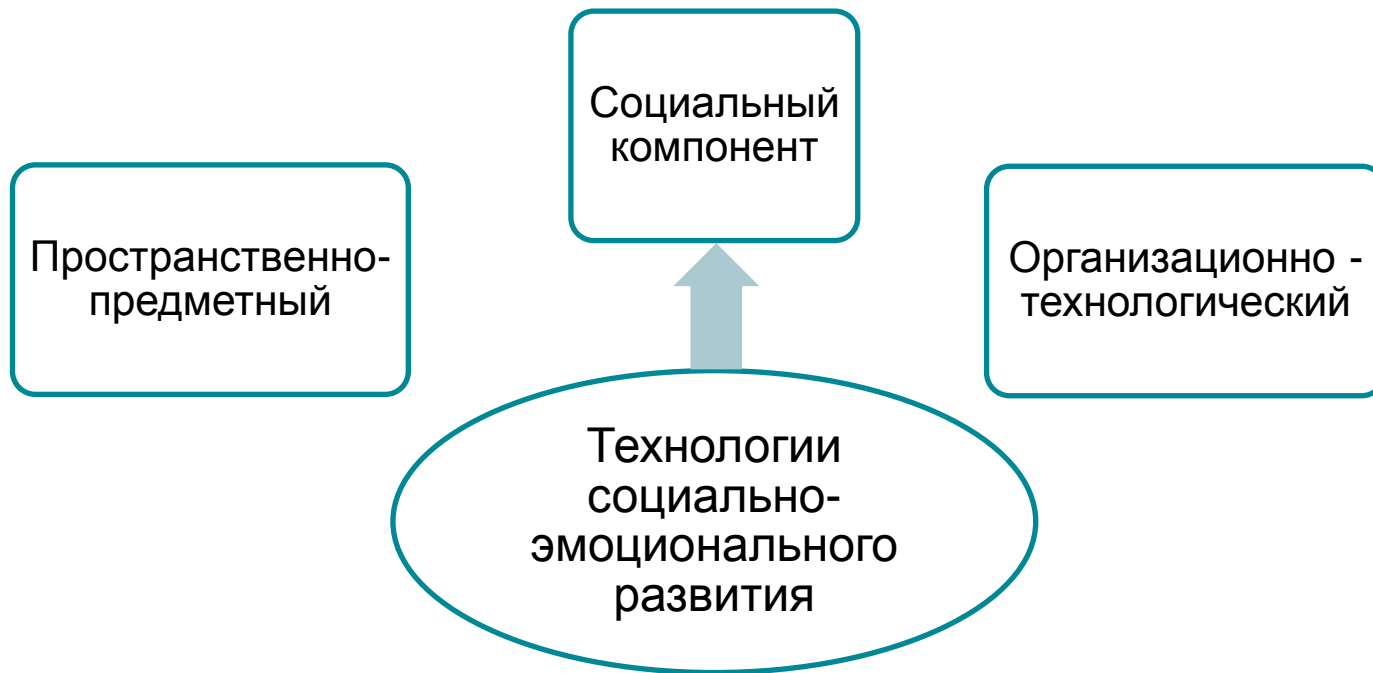 Социальный
компонент
Пространственно-
предметный
Организационно -
технологический
Технологии
социально-
эмоционального
развития